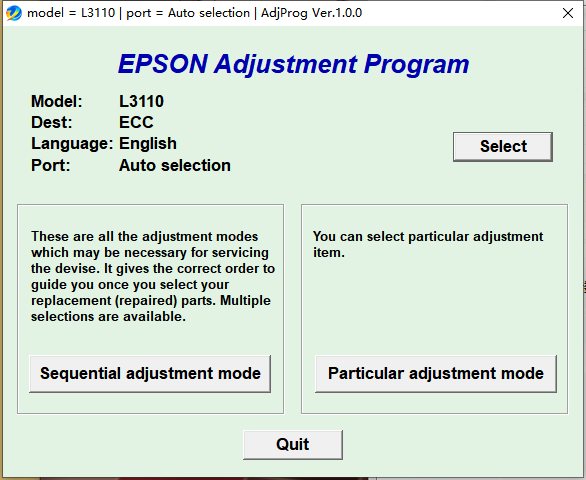 model = L3110 | port = Auto selection | AdjProg Ver.1.0.0
EPSON Adjustment Program
Model: L3110
Dest: ECC
Language: English
Port: Auto selection
Select
These are all the adjustment modes
which may be necessary for servicing
the devise. It gives the correct order to
guide you once you select your
replacement (repaired) parts. Multiple
selections are available.
Sequential adjustment mode
You can select particular adjustment
item.
Particular adjustment mode
Quit